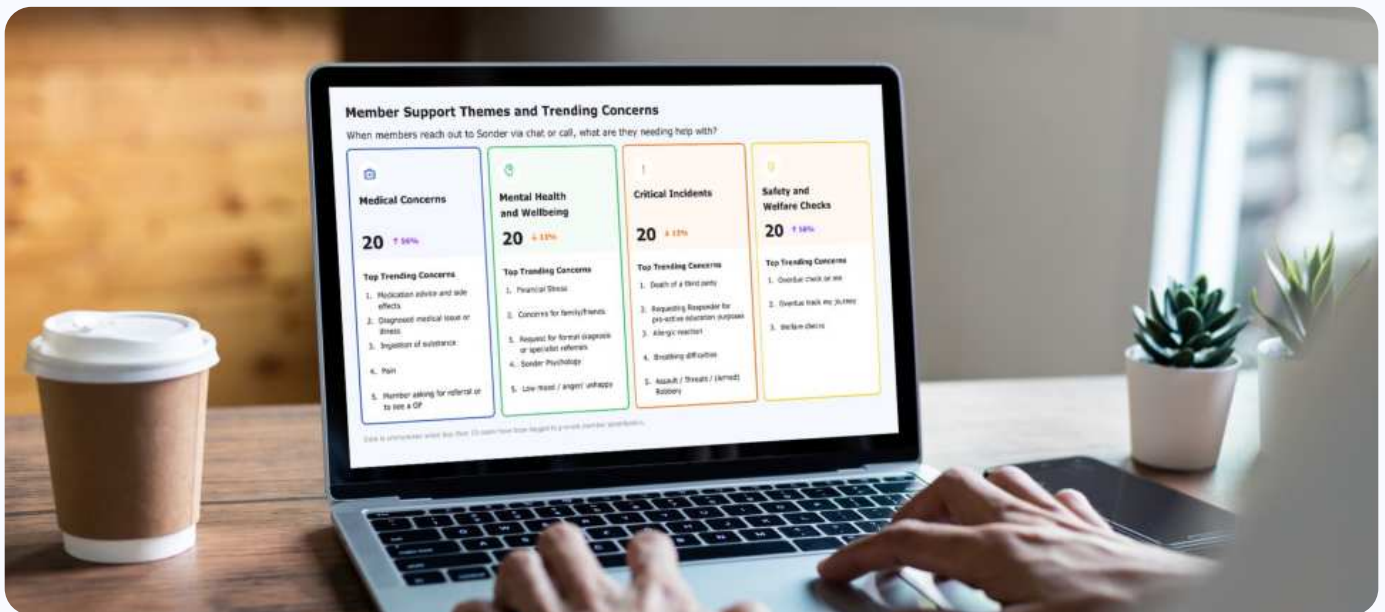 Member Support Themes and Trending Concerns
When members reach out to Sonder via chat or call, what are they needing help with?
Medical Concerns
20 ↑ 16%
Top Trending Concerns
1. Medication advice and side
effects
2. Diagnosed medical issue or
illness
3. Ingestion of substance
4. Pain
5. Member asking for referral or
to see a GP
Mental Health
and Wellbeing
20 ↓ 12%
Top Trending Concerns
1. Financial Stress
2. Concerns for family/friends
3. Request for formal diagnosis
or specialist referrals
4. Sonder Psychology
5. Low mood / anger/ unhappy
Critical Incidents
20 ↓ 12%
Top Trending Concerns
1. Death of a third party
2. Requesting Responder for
pro-active education purposes
3. Allergic reaction
4. Breathing difficulties
5. Assault / Threats / (Armed)
Robbery
Safety and
Welfare Checks
20 ↑ 16%
Top Trending Concerns
1. Overdue check on me
2. Overdue track my journey
3. Welfare checks